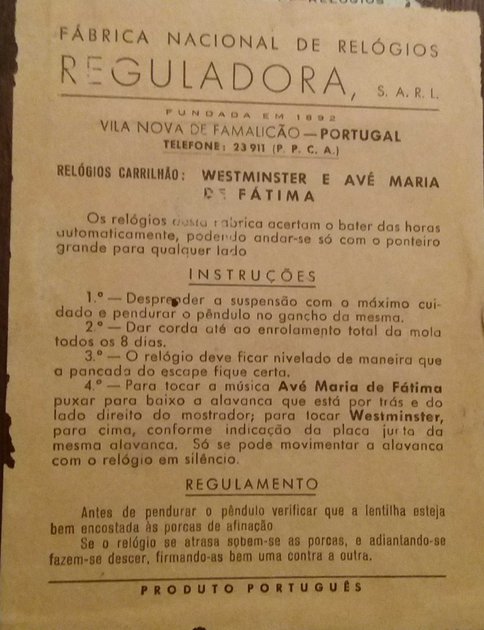 RELÓGIOS
FÁBRICA NACIONAL DE RELÓGIOS
REGULADORA, S. A. R. L.
FUNDADA EM 1892
VILA NOVA DE FAMALICÃO — PORTUGAL
TELEFONE: 23911 (P. P. C. A.)
RELÓGIOS CARRILHÃO: WESTMINSTER E AVÉ MARIA
DE FÁTIMA
Os relógios desta fábrica acertam o bater das horas
automaticamente, podendo andar-se só com o ponteiro
grande para qualquer lado
INSTRUÇÕES
1.º — Desprender a suspensão com o máximo cui-
dado e pendurar o pêndulo no gancho da mesma.
2.º — Dar corda até ao enrolamento total da mola
todos os 8 dias.
3.º — O relógio deve ficar nivelado de maneira que
a pancada do escape fique certa.
4.º — Para tocar a música Avé Maria de Fátima
puxar para baixo a alavanca que está por trás e do
lado direito do mostrador; para tocar Westminster,
para cima, conforme indicação da placa junta da
mesma alavanca. Só se pode movimentar a alavanca
com o relógio em silêncio.
REGULAMENTO
Antes de pendurar o pêndulo verificar que a lentilha esteja
bem encostada às porcas de afinação
Se o relógio se atrasa sobem-se as porcas, e adiantando-se
fazem-se descer, firmando-as bem uma contra a outra.
PRODUTO PORTUGUÊS